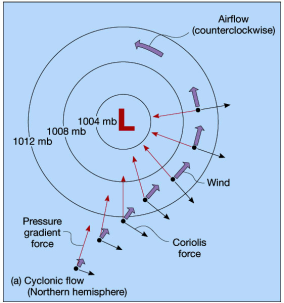 Airflow
(counterclockwise)
L
1004 mb
1008 mb
1012 mb
Wind
Pressure
gradient
force
Coriolis
force
(a) Cyclonic flow
(Northern hemisphere)